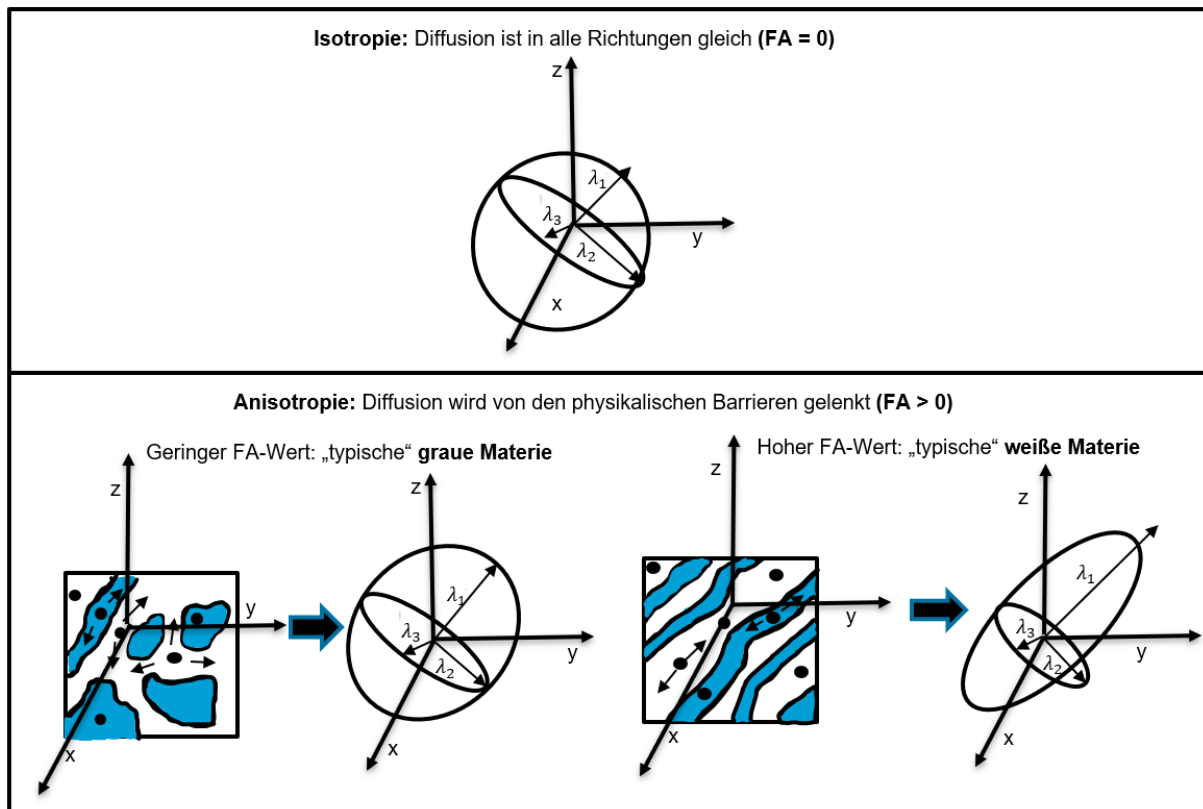 Isotropie: Diffusion ist in alle Richtungen gleich (FA = 0)
z
λ₁
λ₃
y
λ₂
x
Anisotropie: Diffusion wird von den physikalischen Barrieren gelenkt (FA > 0)
Geringer FA-Wert: „typische“ graue Materie
Hoher FA-Wert: „typische“ weiße Materie
z
y
x
z
λ₁
λ₃
λ₂
y
x
z
y
x
z
λ₁
λ₃
λ₂
y
x